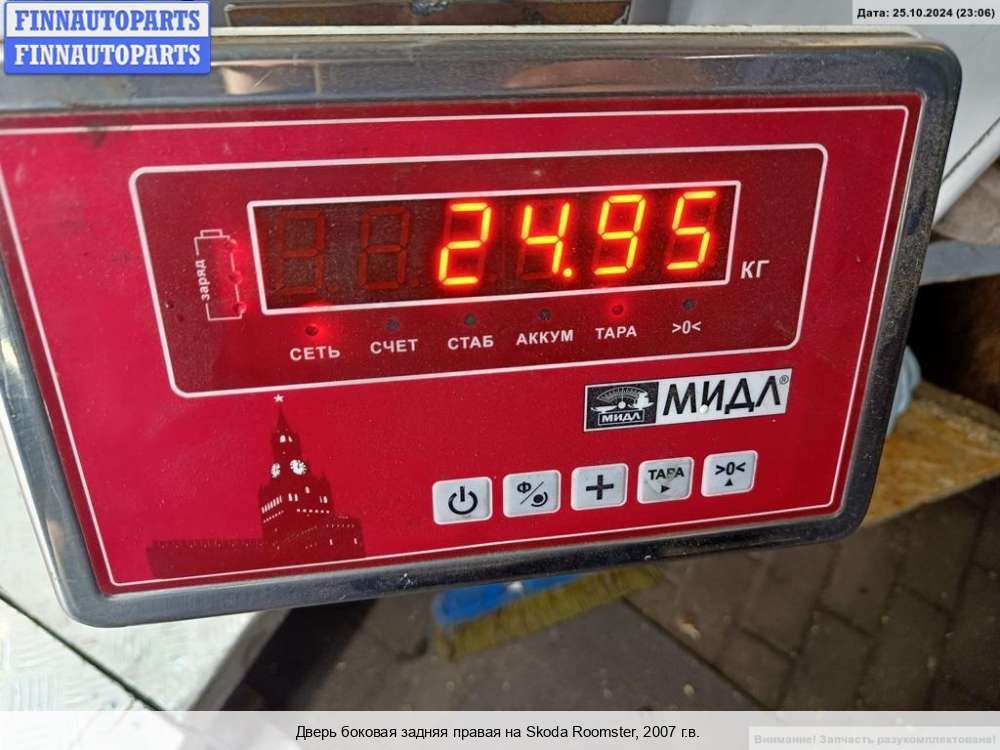 FINNAUTOPARTS
FINNAUTOPARTS
Дата: 25.10.2024 (23:06)
24.95
КГ
заряд
СЕТЬ СЧЕТ СТАБ АККУМ ТАРА >0<
МИДЛ МИДЛ®
Ф/ + ТАРА >0<
Дверь боковая задняя правая на Skoda Roomster, 2007 г.в.
Внимание! Запчасть разукомплектована!